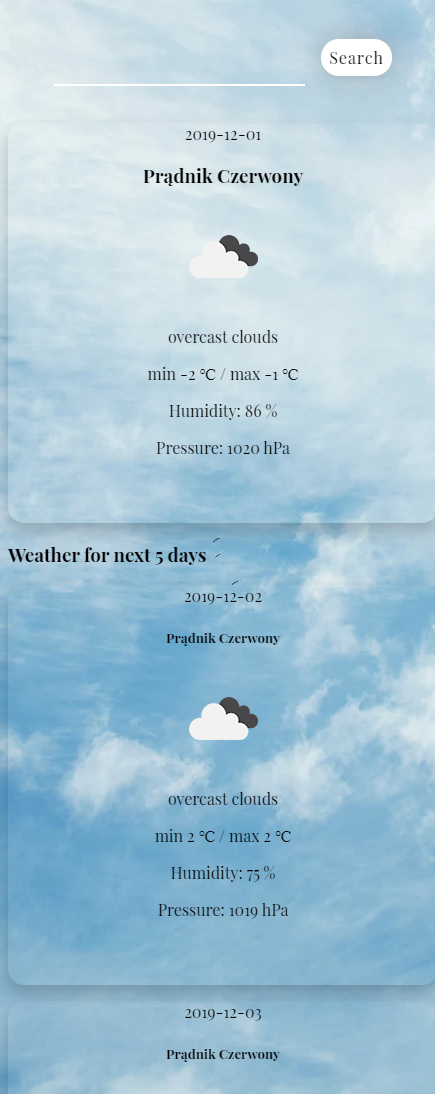 Search
2019-12-01
Prądnik Czerwony
overcast clouds
min -2 ℃ / max -1 ℃
Humidity: 86 %
Pressure: 1020 hPa
Weather for next 5 days
2019-12-02
Prądnik Czerwony
overcast clouds
min 2 ℃ / max 2 ℃
Humidity: 75 %
Pressure: 1019 hPa
2019-12-03
Prądnik Czerwony